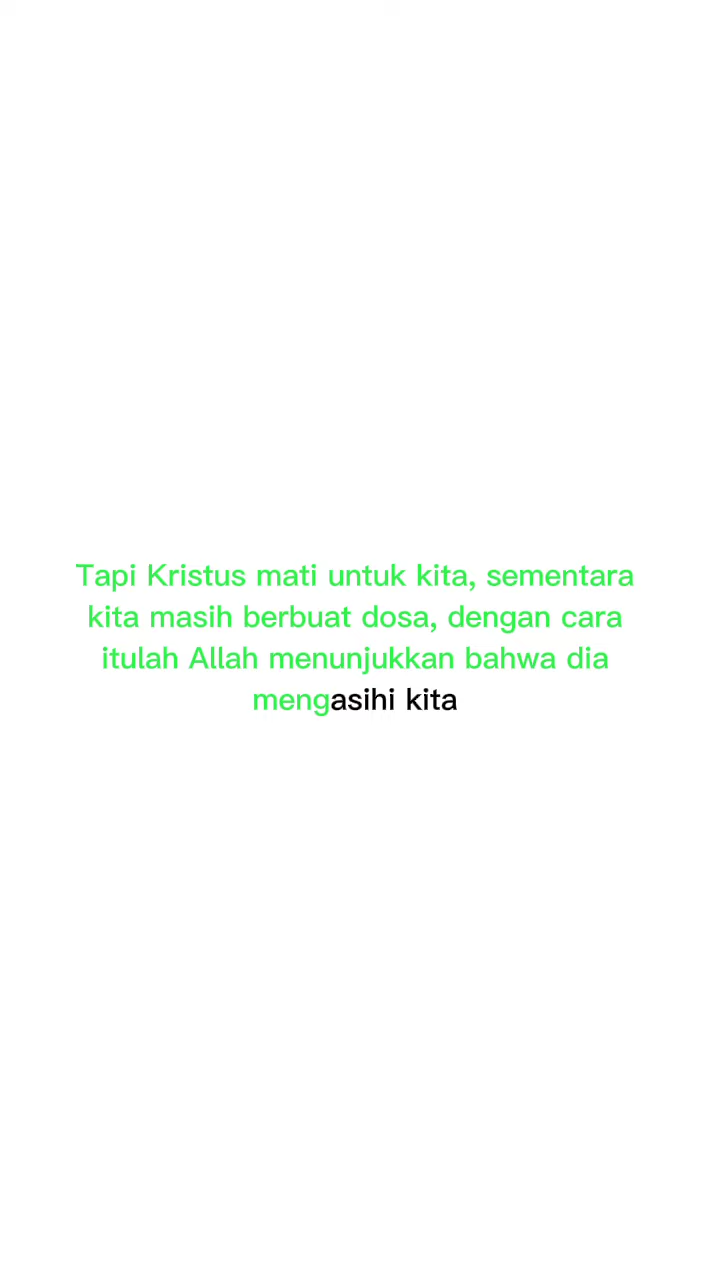 Tapi Kristus mati untuk kita, sementara
kita masih berbuat dosa, dengan cara
itulah Allah menunjukkan bahwa dia
mengasihi kita